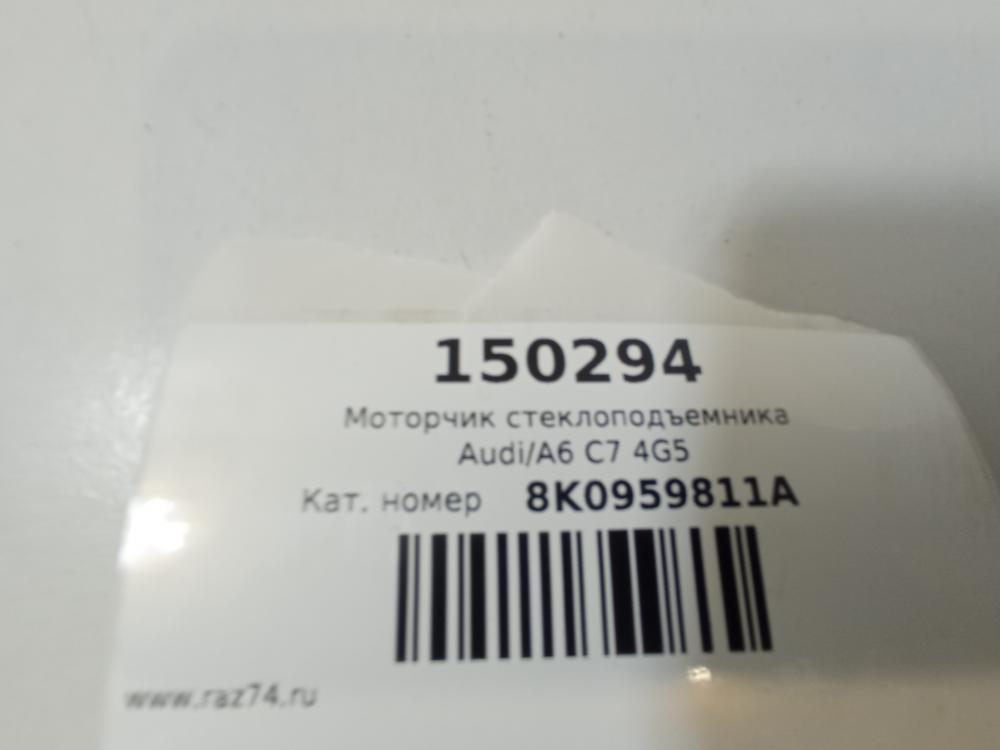 150294
Моторчик стеклоподъемника
Audi/A6 C7 4G5
Кат. номер 8K0959811A
www.raz74.ru